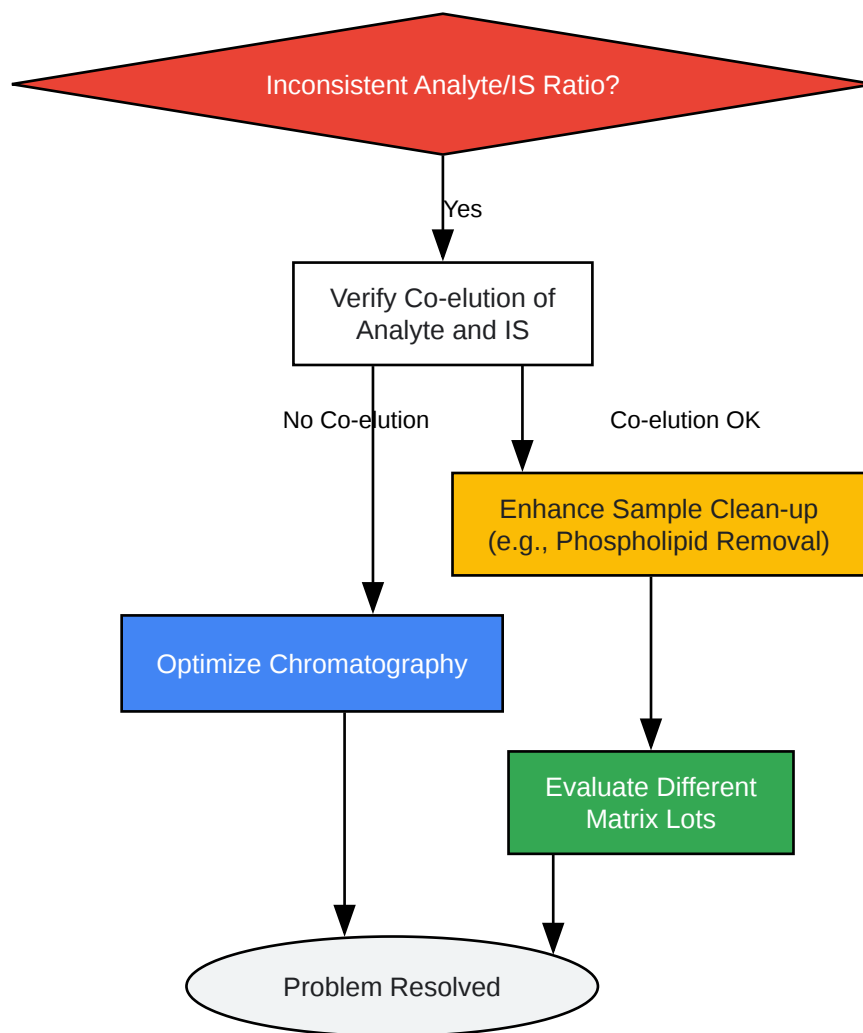 Inconsistent Analyte/IS Ratio?
Yes
Verify Co-elution of
Analyte and IS
No Co-elution
Co-elution OK
Enhance Sample Clean-up
(e.g., Phospholipid Removal)
Optimize Chromatography
Evaluate Different
Matrix Lots
Problem Resolved